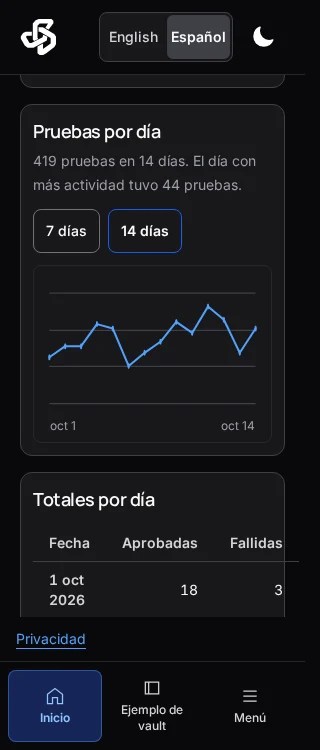 English Español
Pruebas por día
419 pruebas en 14 días. El día con
más actividad tuvo 44 pruebas.
7 días 14 días
oct 1 oct 14
Totales por día
Fecha Aprobadas Fallidas
1 oct
2026
18 3
Privacidad
Inicio
Ejemplo de
vault
Menú